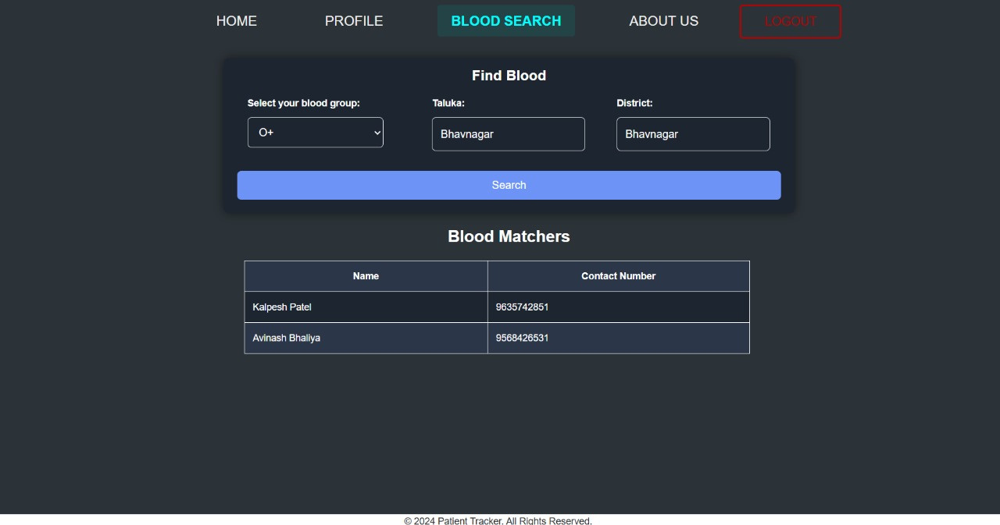 HOME PROFILE BLOOD SEARCH ABOUT US LOGOUT
Find Blood
Select your blood group: Taluka: District:
O+ Bhavnagar Bhavnagar
Search
Blood Matchers
Name Contact Number
Kalpesh Patel 9635742851
Avinash Bhaliya 9568426531
© 2024 Patient Tracker. All Rights Reserved.